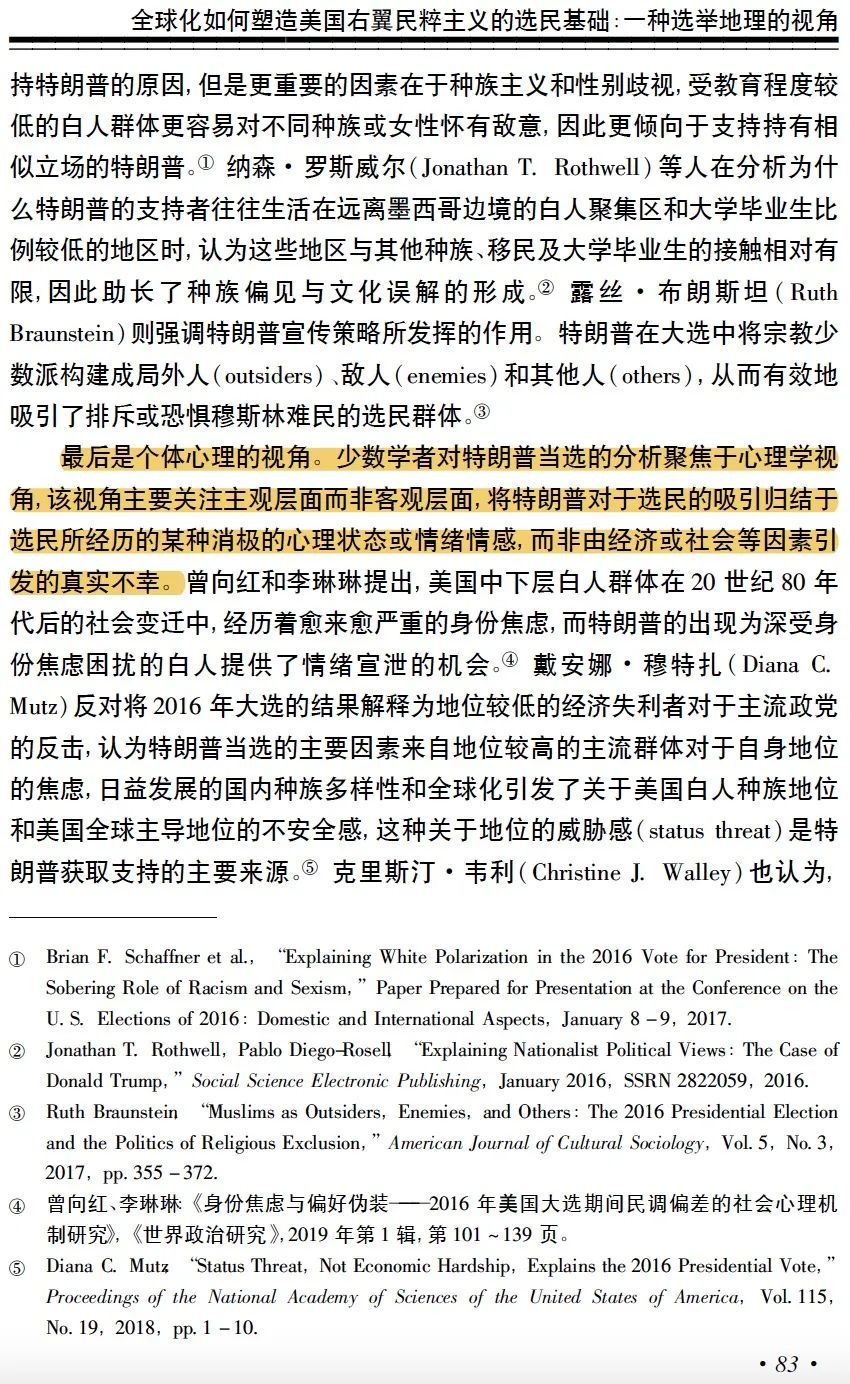 全球化如何塑造美国右翼民粹主义的选民基础:一种选举地理的视角
持特朗普的原因,但是更重要的因素在于种族主义和性别歧视,受教育程度较
低的白人群体更容易对不同种族或女性怀有敌意,因此更倾向于支持持有相
似立场的特朗普。① 纳森·罗斯威尔(Jonathan T. Rothwell)等人在分析为什
么特朗普的支持者往往生活在远离墨西哥边境的白人聚集区和大学毕业生比
例较低的地区时,认为这些地区与其他种族、移民及大学毕业生的接触相对有
限,因此助长了种族偏见与文化误解的形成。② 露丝·布朗斯坦(Ruth
Braunstein)则强调特朗普宣传策略所发挥的作用。特朗普在大选中将宗教少
数派构建成局外人(outsiders)、敌人(enemies)和其他人(others),从而有效地
吸引了排斥或恐惧穆斯林难民的选民群体。③
最后是个体心理的视角。少数学者对特朗普当选的分析聚焦于心理学视
角,该视角主要关注主观层面而非客观层面,将特朗普对于选民的吸引归结于
选民所经历的某种消极的心理状态或情绪情感,而非由经济或社会等因素引
发的真实不幸。曾向红和李琳琳提出,美国中下层白人群体在 20 世纪 80 年
代后的社会变迁中,经历着愈来愈严重的身份焦虑,而特朗普的出现为深受身
份焦虑困扰的白人提供了情绪宣泄的机会。④ 戴安娜·穆特扎(Diana C.
Mutz)反对将 2016 年大选的结果解释为地位较低的经济失利者对于主流政党
的反击,认为特朗普当选的主要因素来自地位较高的主流群体对于自身地位
的焦虑,日益发展的国内种族多样性和全球化引发了关于美国白人种族地位
和美国全球主导地位的不安全感,这种关于地位的威胁感(status threat)是特
朗普获取支持的主要来源。⑤ 克里斯汀·韦利(Christine J. Walley)也认为,
① Brian F. Schaffner et al., “Explaining White Polarization in the 2016 Vote for President: The
Sobering Role of Racism and Sexism,” Paper Prepared for Presentation at the Conference on the
U. S. Elections of 2016: Domestic and International Aspects, January 8-9, 2017.
② Jonathan T. Rothwell, Pablo Diego-Rosell, “Explaining Nationalist Political Views: The Case of
Donald Trump,” Social Science Electronic Publishing, January 2016, SSRN 2822059, 2016.
③ Ruth Braunstein, “Muslims as Outsiders, Enemies, and Others: The 2016 Presidential Election
and the Politics of Religious Exclusion,” American Journal of Cultural Sociology, Vol. 5, No. 3,
2017, pp. 355-372.
④ 曾向红、李琳琳:《身份焦虑与偏好伪装——2016 年美国大选期间民调偏差的社会心理机
制研究》,《世界政治研究》,2019 年第 1 辑,第 101~139 页。
⑤ Diana C. Mutz, “Status Threat, Not Economic Hardship, Explains the 2016 Presidential Vote,”
Proceedings of the National Academy of Sciences of the United States of America, Vol. 115,
No. 19, 2018, pp. 1-10.
· 83 ·